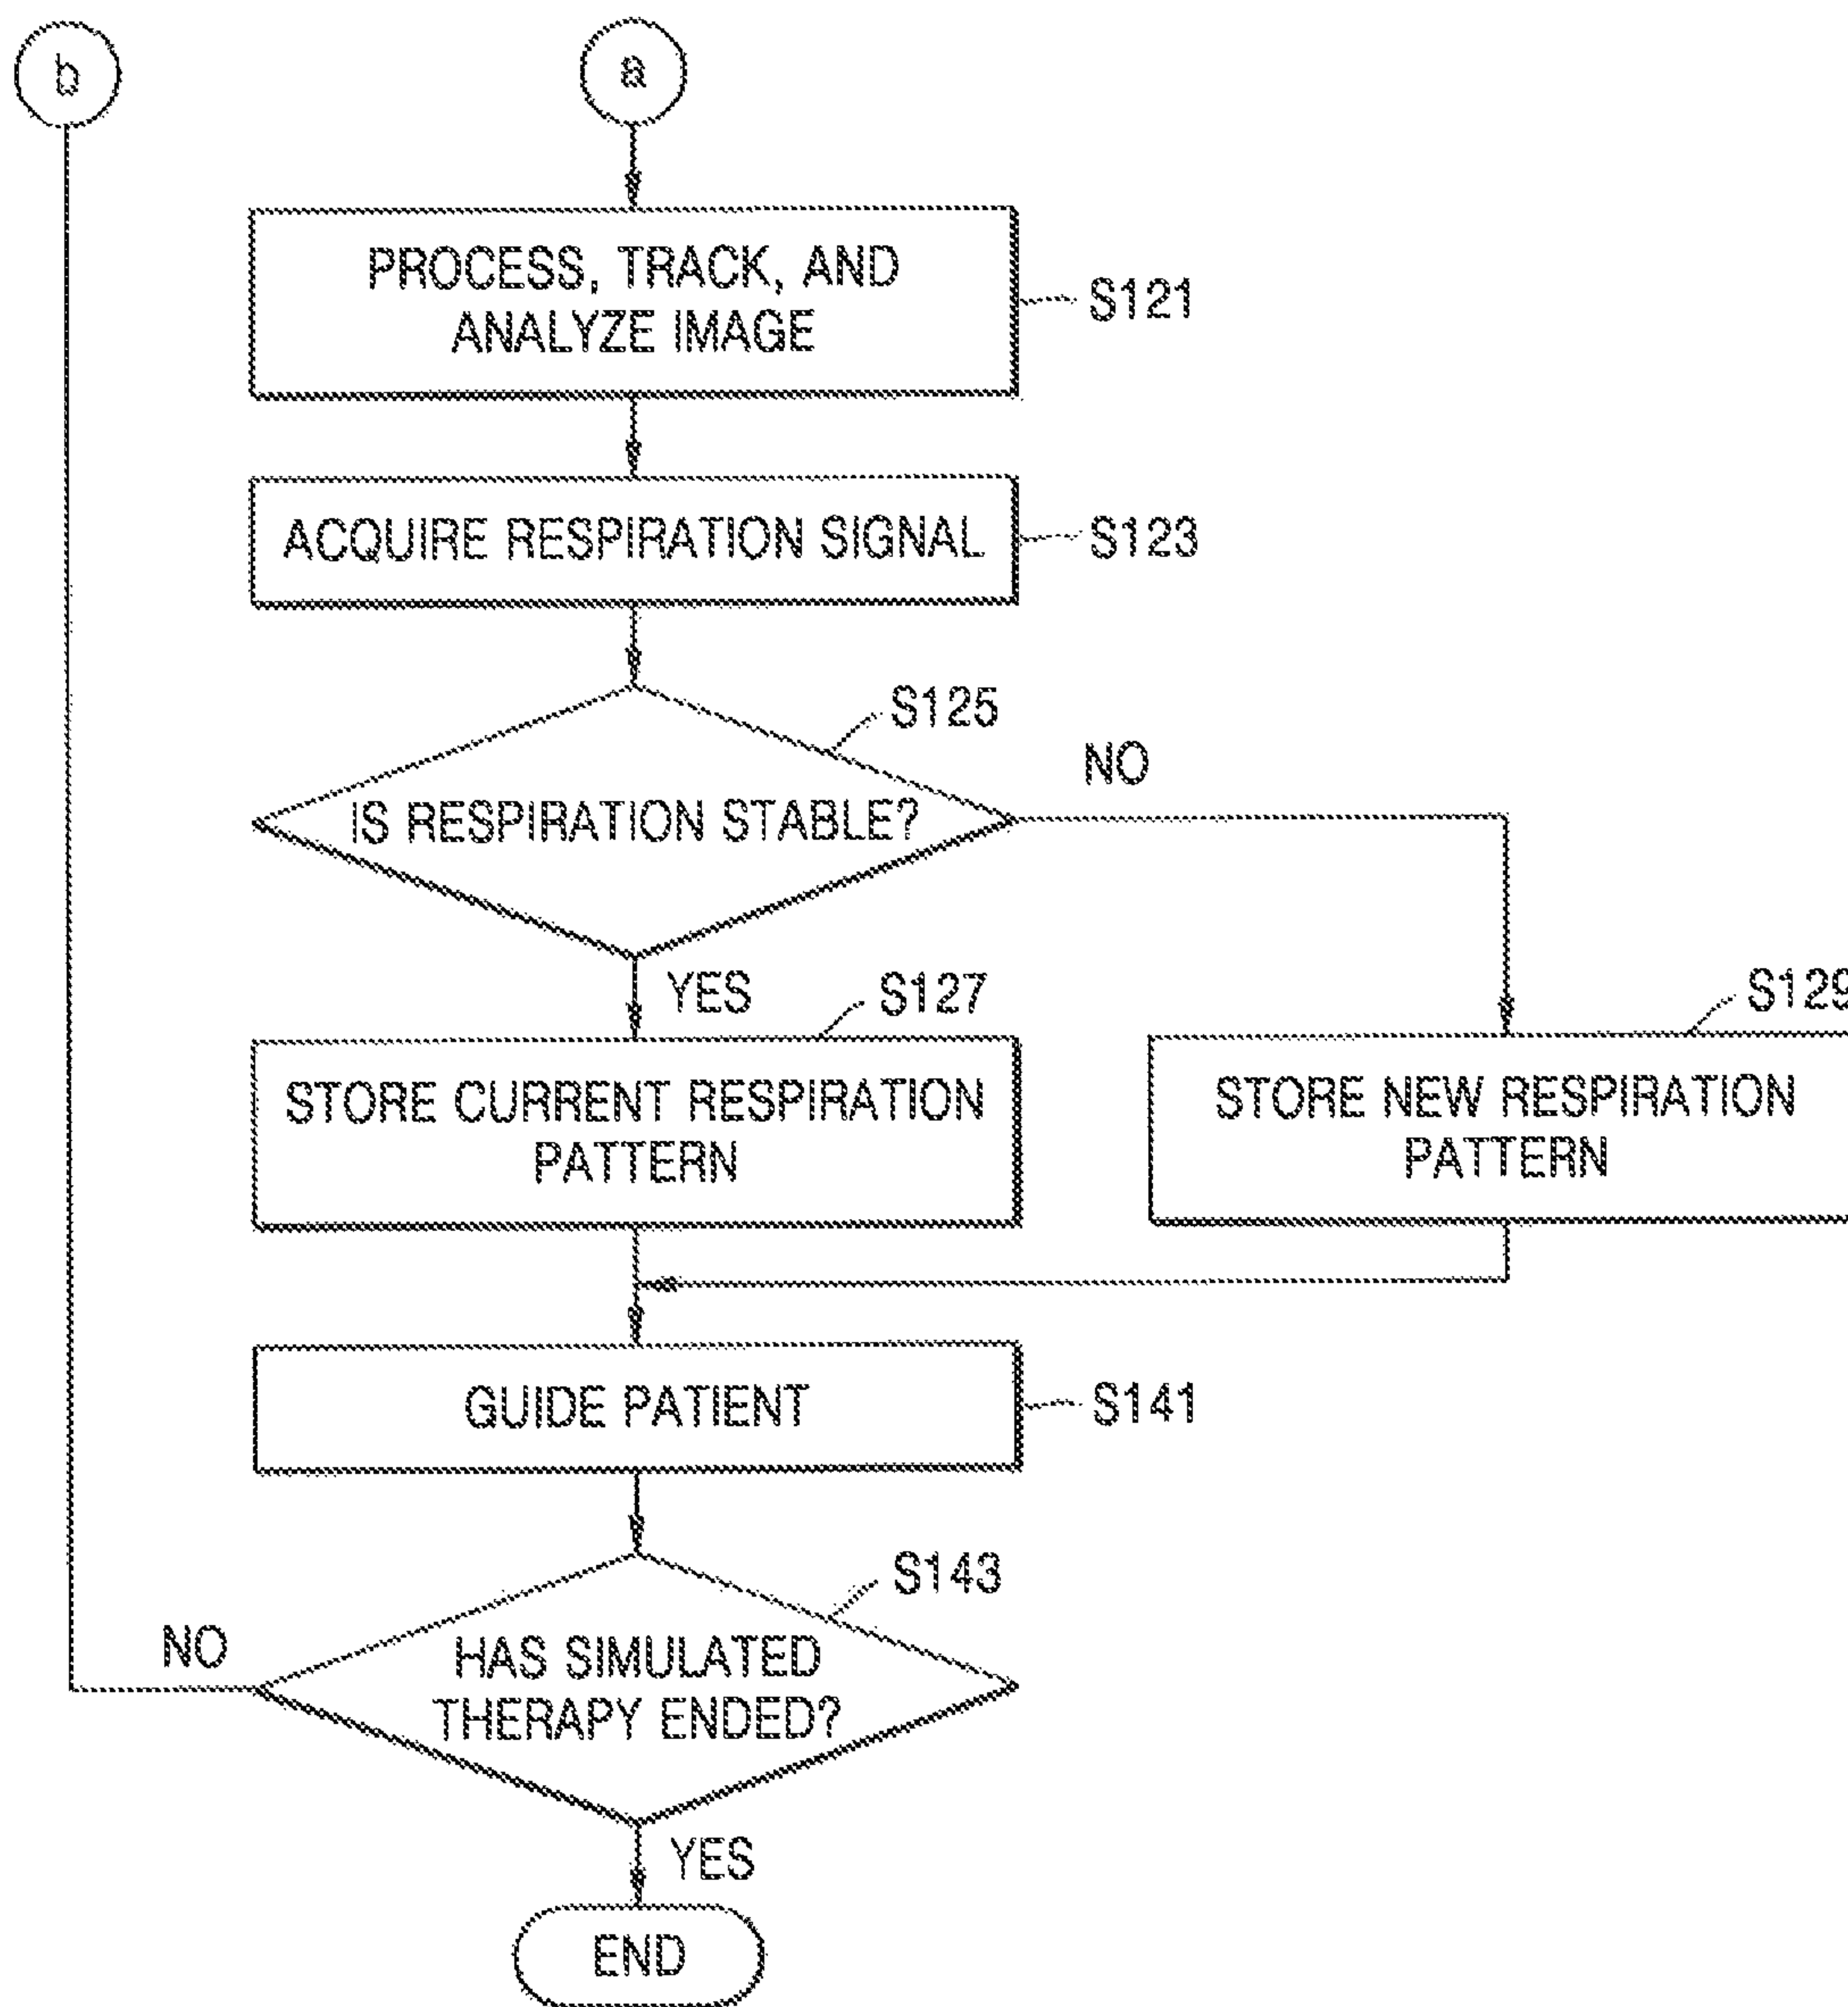 b
a
PROCESS, TRACK, AND
ANALYZE IMAGE
S121
ACQUIRE RESPIRATION SIGNAL
S123
S125
NO
IS RESPIRATION STABLE?
YES
S127
S129
STORE CURRENT RESPIRATION
PATTERN
STORE NEW RESPIRATION
PATTERN
GUIDE PATIENT
S141
S143
NO
HAS SIMULATED
THERAPY ENDED?
YES
END